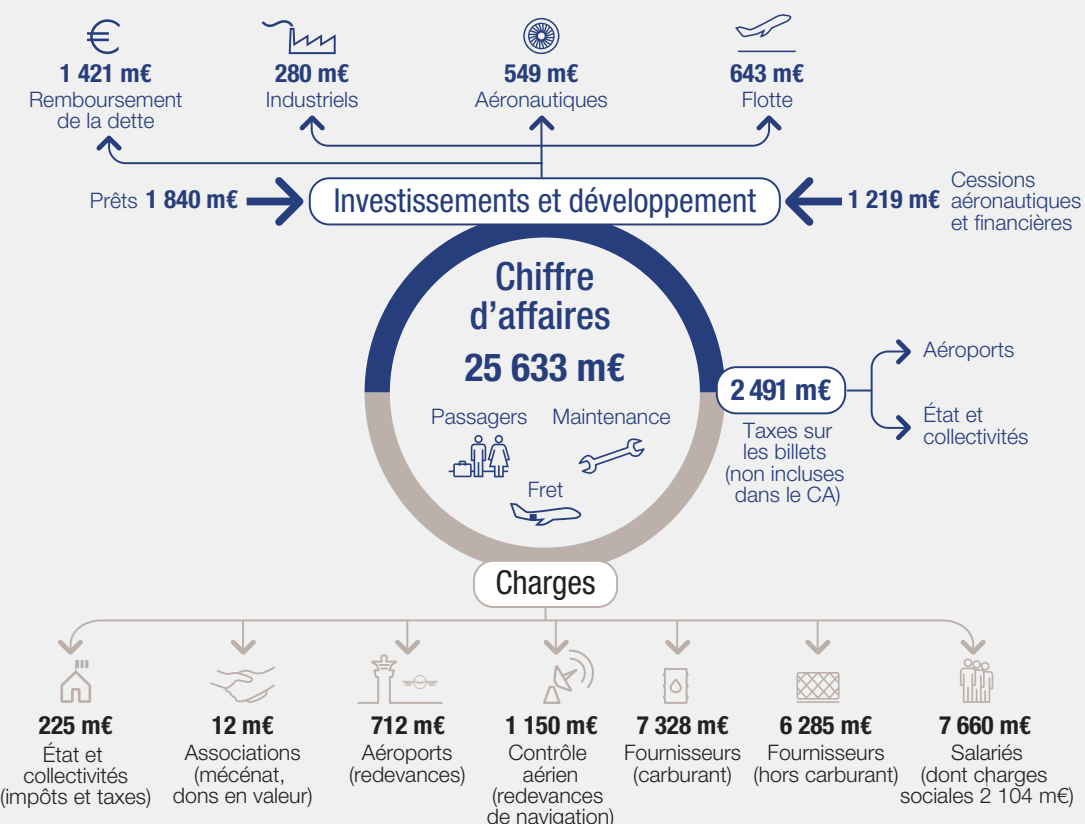 1 421 m€
Remboursement
de la dette
280 m€
Industriels
549 m€
Aéronautiques
643 m€
Flotte
Prêts 1 840 m€
Investissements et développement
1 219 m€
Cessions
aéronautiques
et financières
Chiffre
d’affaires
25 633 m€
Passagers
Maintenance
Fret
2 491 m€
Taxes sur
les billets
(non incluses
dans le CA)
Aéroports
État et
collectivités
Charges
225 m€
État et
collectivités
(impôts et taxes)
12 m€
Associations
(mécénat,
dons en valeur)
712 m€
Aéroports
(redevances)
1 150 m€
Contrôle
aérien
(redevances
de navigation)
7 328 m€
Fournisseurs
(carburant)
6 285 m€
Fournisseurs
(hors carburant)
7 660 m€
Salariés
(dont charges
sociales 2 104 m€)